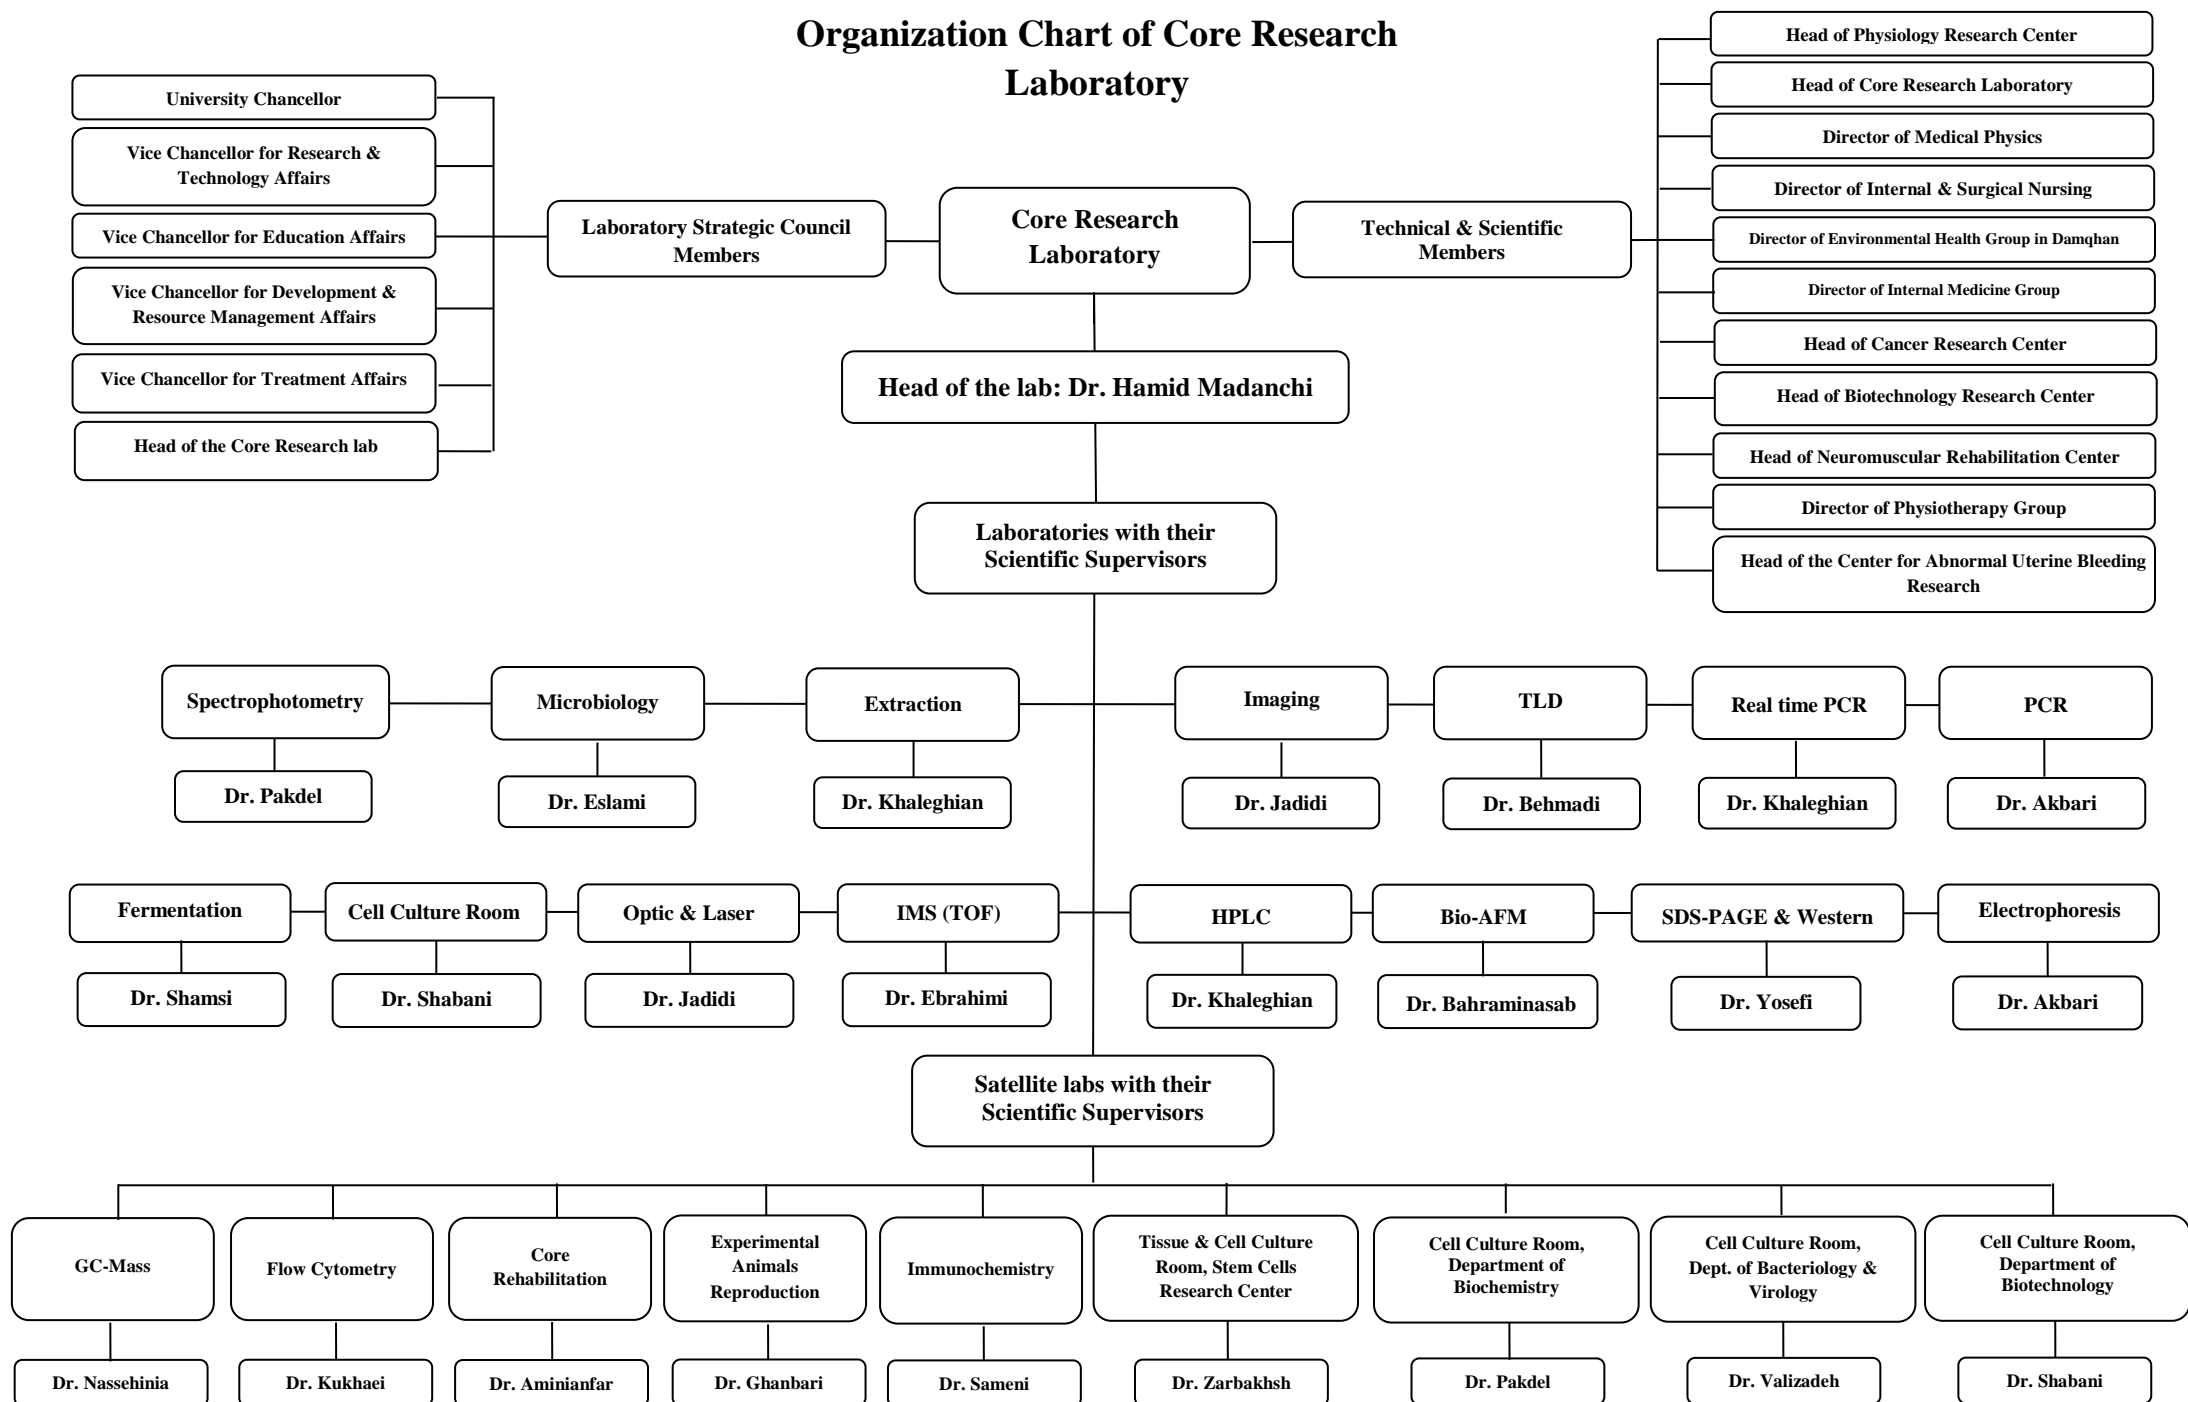 Organization Chart of Core Research
Laboratory
University Chancellor
Vice Chancellor for Research &
Technology Affairs
Vice Chancellor for Education Affairs
Vice Chancellor for Development &
Resource Management Affairs
Vice Chancellor for Treatment Affairs
Head of the Core Research lab
Laboratory Strategic Council
Members
Core Research
Laboratory
Technical & Scientific
Members
Head of Physiology Research Center
Head of Core Research Laboratory
Director of Medical Physics
Director of Internal & Surgical Nursing
Director of Environmental Health Group in Damqhan
Director of Internal Medicine Group
Head of Cancer Research Center
Head of Biotechnology Research Center
Head of Neuromuscular Rehabilitation Center
Director of Physiotherapy Group
Head of the Center for Abnormal Uterine Bleeding
Research
Head of the lab: Dr. Hamid Madanchi
Laboratories with their
Scientific Supervisors
Spectrophotometry
Microbiology
Extraction
Imaging
TLD
Real time PCR
PCR
Dr. Pakdel
Dr. Eslami
Dr. Khaleghian
Dr. Jadidi
Dr. Behmadi
Dr. Khaleghian
Dr. Akbari
Fermentation
Cell Culture Room
Optic & Laser
IMS (TOF)
HPLC
Bio-AFM
SDS-PAGE & Western
Electrophoresis
Dr. Shamsi
Dr. Shabani
Dr. Jadidi
Dr. Ebrahimi
Dr. Khaleghian
Dr. Bahraminasab
Dr. Yosefi
Dr. Akbari
Satellite labs with their
Scientific Supervisors
GC-Mass
Flow Cytometry
Core
Rehabilitation
Experimental
Animals
Reproduction
Immunochemistry
Tissue & Cell Culture
Room, Stem Cells
Research Center
Cell Culture Room,
Department of
Biochemistry
Cell Culture Room,
Dept. of Bacteriology &
Virology
Cell Culture Room,
Department of
Biotechnology
Dr. Nassehinia
Dr. Kukhaei
Dr. Aminianfar
Dr. Ghanbari
Dr. Sameni
Dr. Zarbakhsh
Dr. Pakdel
Dr. Valizadeh
Dr. Shabani